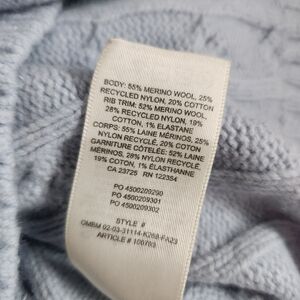 BODY: 55% MERINO WOOL, 25%
RECYCLED NYLON, 20% COTTON
RIB TRIM: 52% MERINO WOOL,
28% RECYCLED NYLON, 19%
COTTON, 1% ELASTANE
CORPS: 55% LAINE MÉRINOS, 25%
NYLON RECYCLÉ, 20% COTON
GARNITURE CÔTELÉE: 52% LAINE
MÉRINOS, 28% NYLON RECYCLÉ,
19% COTON, 1% ÉLASTHANNE
CA 23725 RN 122354
PO 4500209290
PO 4500209301
PO 4500209302
STYLE #
GMBM 02-03-31114-K268-FA23
ARTICLE # 100703